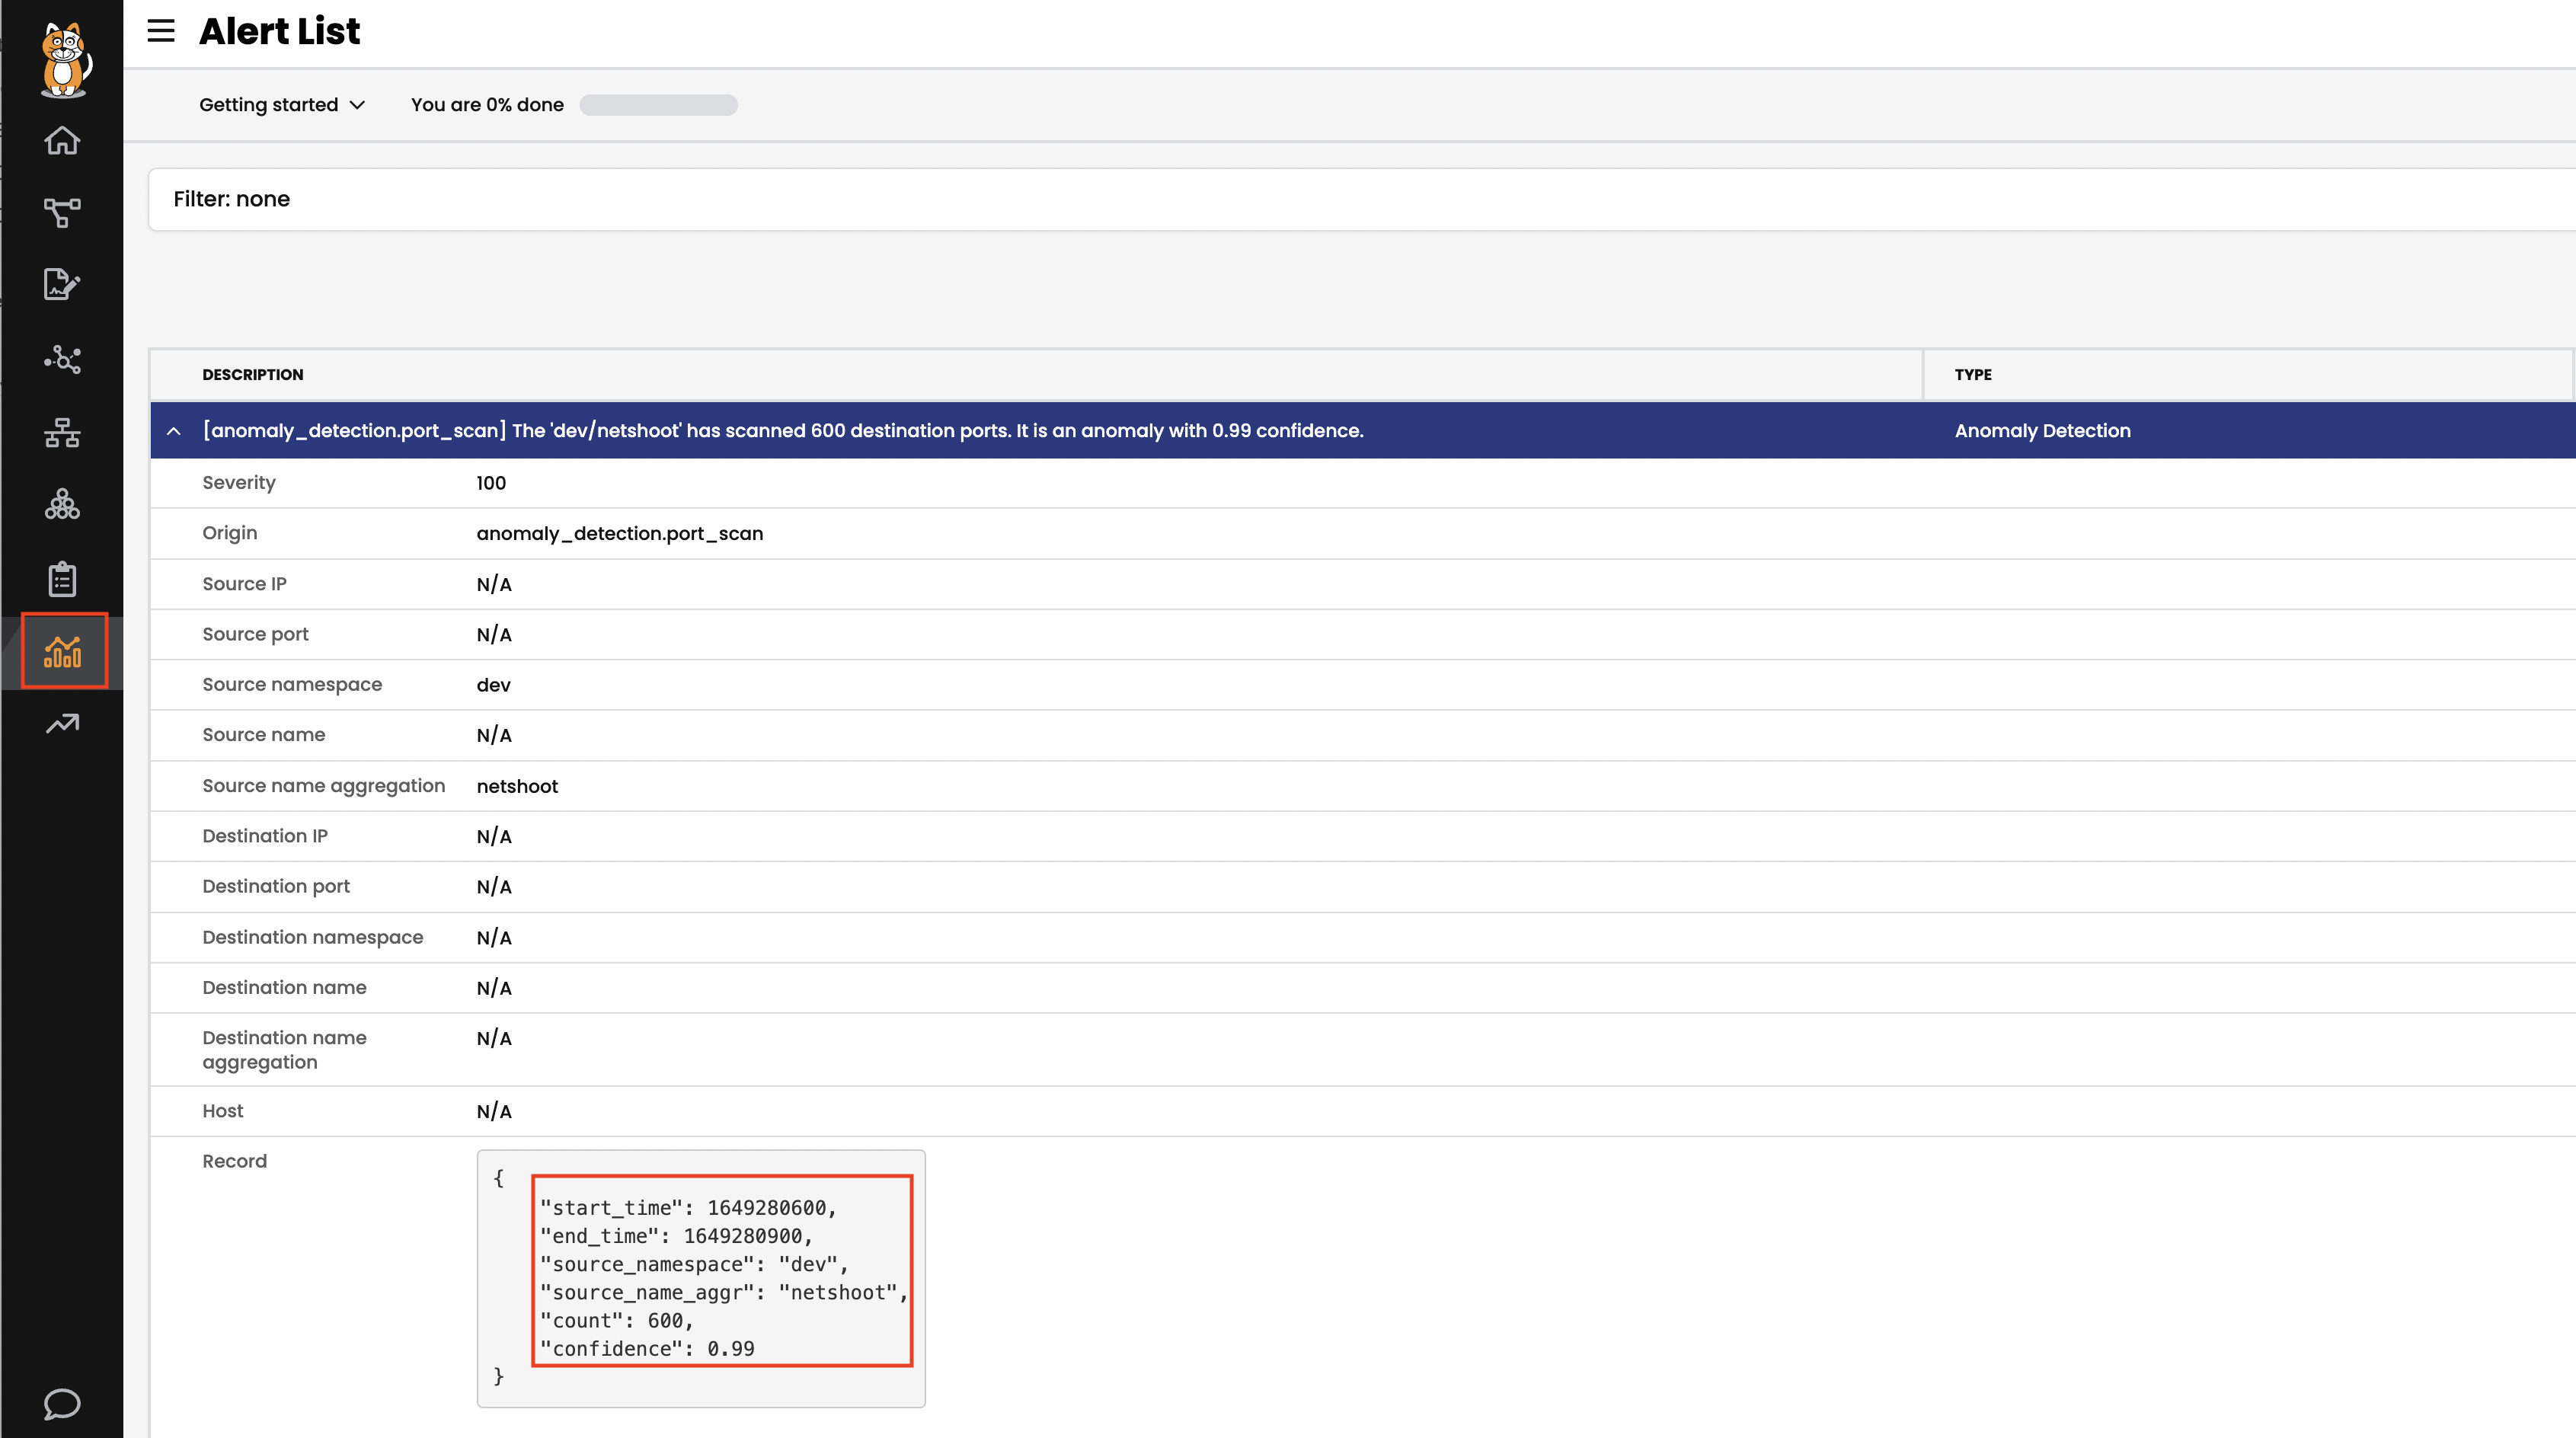 Alert List
Getting started
You are 0% done
Filter: none
DESCRIPTION
TYPE
[anomaly_detection.port_scan] The 'dev/netshoot' has scanned 600 destination ports. It is an anomaly with 0.99 confidence.
Anomaly Detection
Severity
100
Origin
anomaly_detection.port_scan
Source IP
N/A
Source port
N/A
Source namespace
dev
Source name
N/A
Source name aggregation
netshoot
Destination IP
N/A
Destination port
N/A
Destination namespace
N/A
Destination name
N/A
Destination name
aggregation
N/A
Host
N/A
Record
{
"start_time": 1649280600,
"end_time": 1649280900,
"source_namespace": "dev",
"source_name_aggr": "netshoot",
"count": 600,
"confidence": 0.99
}